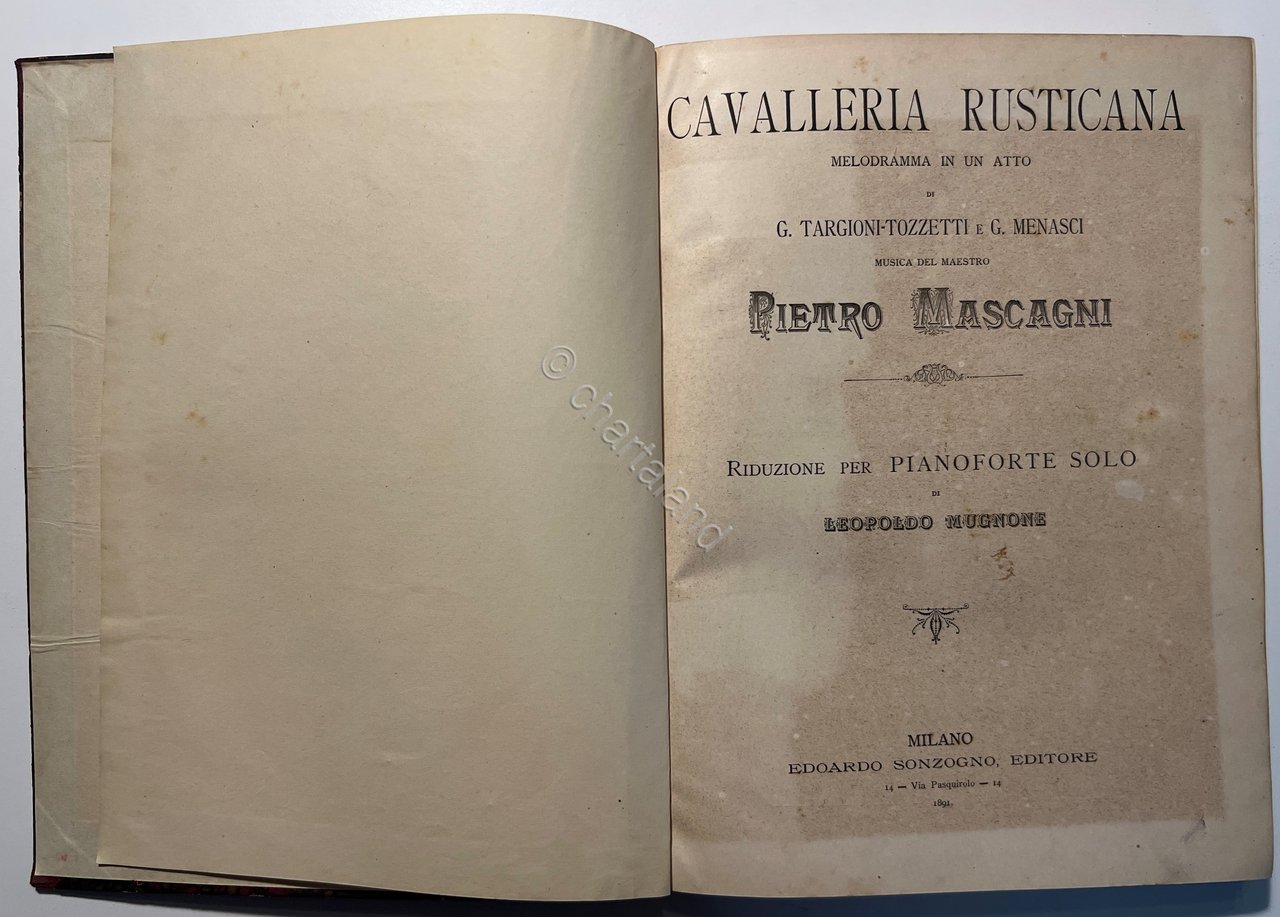 CAVALLERIA RUSTICANA
MELODRAMMA IN UN ATTO
DI
G. TARGIONI-TOZZETTI E G. MENASCI
MUSICA DEL MAESTRO
PIETRO MASCAGNI
RIDUZIONE PER PIANOFORTE SOLO
DI
LEOPOLDO MUGNONE
MILANO
EDOARDO SONZOGNO, EDITORE
14 — Via Pasquirolo — 14
1891.
© chartaland